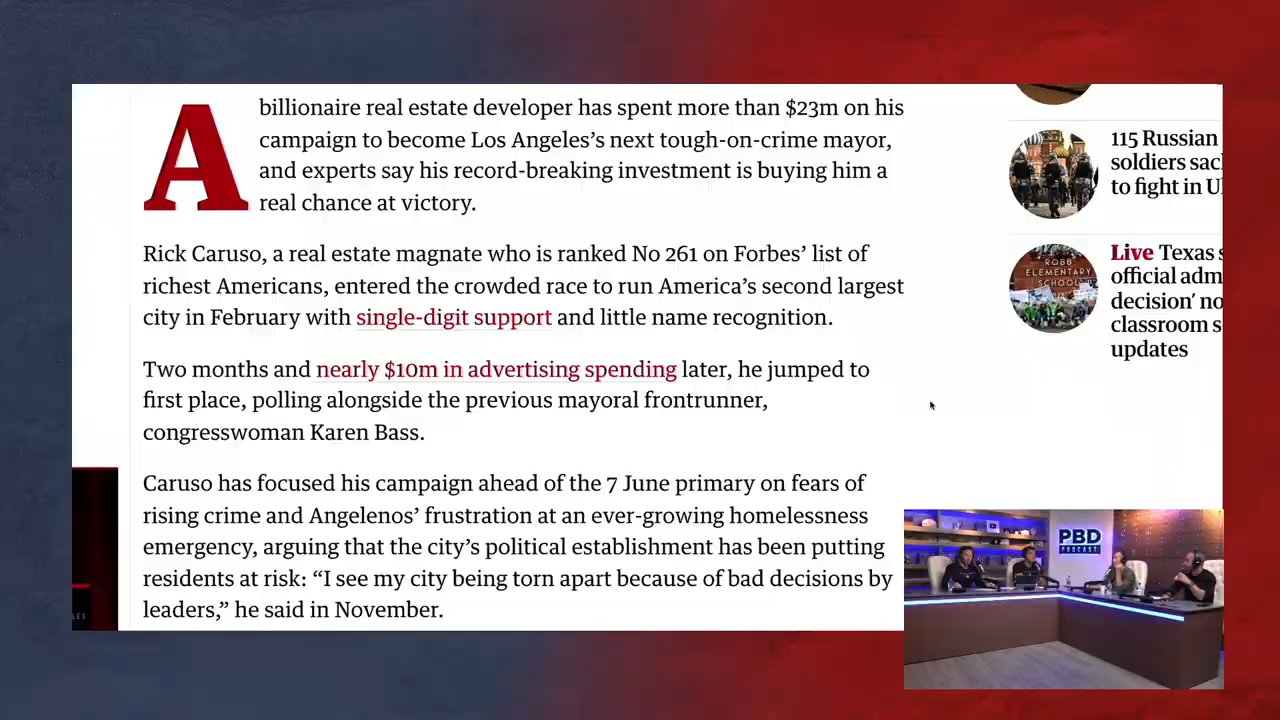 A billionaire real estate developer has spent more than $23m on his
campaign to become Los Angeles’s next tough-on-crime mayor,
and experts say his record-breaking investment is buying him a
real chance at victory.
Rick Caruso, a real estate magnate who is ranked No 261 on Forbes’ list of
richest Americans, entered the crowded race to run America’s second largest
city in February with single-digit support and little name recognition.
Two months and nearly $10m in advertising spending later, he jumped to
first place, polling alongside the previous mayoral frontrunner,
congresswoman Karen Bass.
Caruso has focused his campaign ahead of the 7 June primary on fears of
rising crime and Angelenos’ frustration at an ever-growing homelessness
emergency, arguing that the city’s political establishment has been putting
residents at risk: “I see my city being torn apart because of bad decisions by
leaders,” he said in November.
115 Russian
soldiers sac
to fight in U
Live Texas s
official adm
decision’ no
classroom s
updates
ROBB
ELEMENTARY
SCHOOL
PBD
PODCAST